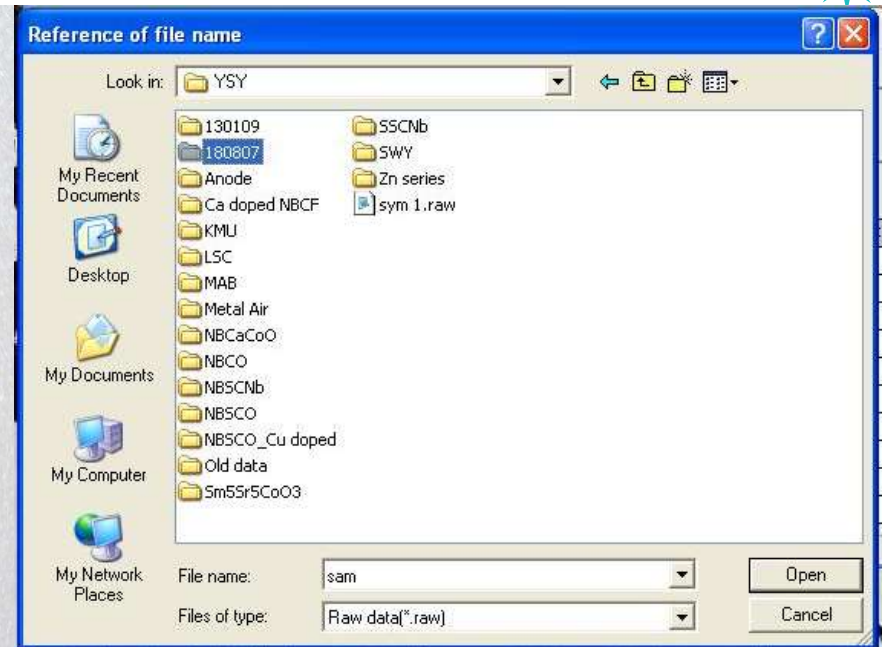 Reference of file name
Look in: YSY
My Recent Documents
Desktop
My Documents
My Computer
My Network Places
130109
180807
Anode
Ca doped NBCF
KMU
LSC
MAB
Metal Air
NBCaCoO
NBCO
NBSCNb
NBSCO
NBSCO_Cu doped
Old data
Sm5Sr5CoO3
SSCNb
SWY
Zn series
sym 1.raw
File name: sam
Open
Files of type: Raw data(*.raw)
Cancel